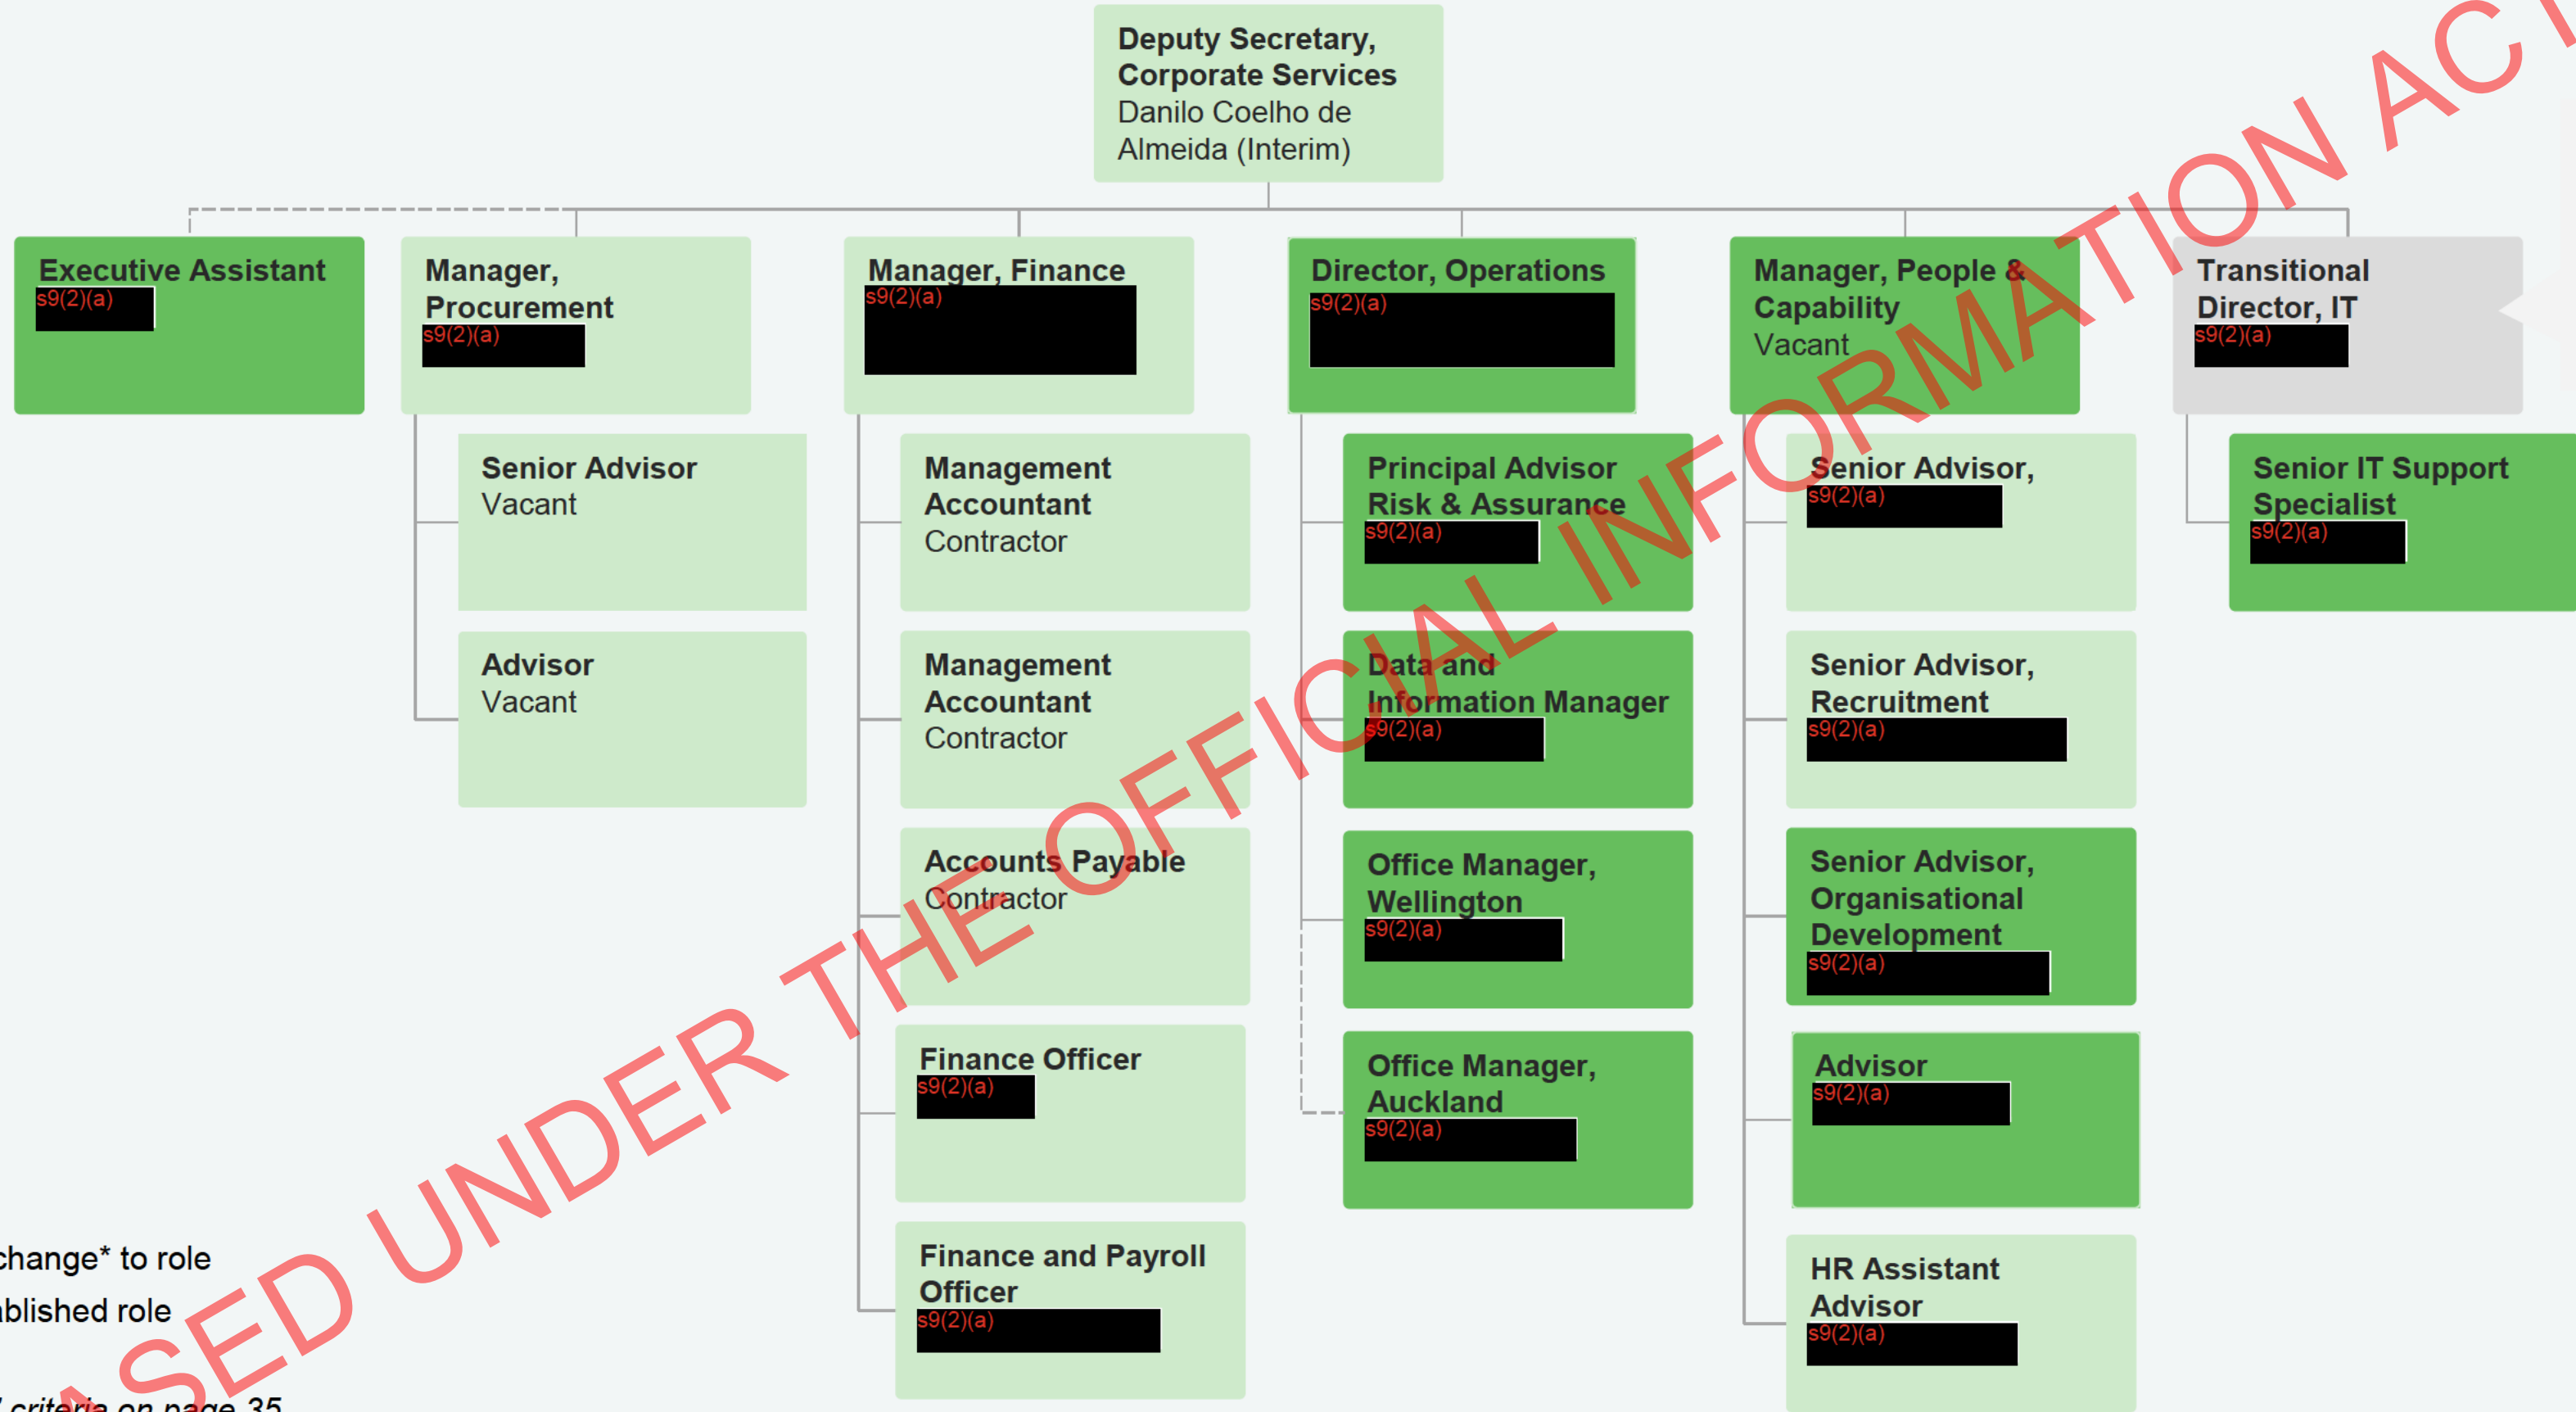 Deputy Secretary,
Corporate Services
Danilo Coelho de
Almeida (Interim)
Executive Assistant
s9(2)(a)
Manager,
Procurement
s9(2)(a)
Manager, Finance
s9(2)(a)
Director, Operations
s9(2)(a)
Manager, People &
Capability
Vacant
Transitional
Director, IT
s9(2)(a)
Senior Advisor
Vacant
Advisor
Vacant
Management
Accountant
Contractor
Management
Accountant
Contractor
Accounts Payable
Contractor
Finance Officer
s9(2)(a)
Finance and Payroll
Officer
s9(2)(a)
Principal Advisor
Risk & Assurance
s9(2)(a)
Data and
Information Manager
s9(2)(a)
Office Manager,
Wellington
s9(2)(a)
Office Manager,
Auckland
s9(2)(a)
Senior Advisor,
s9(2)(a)
Senior Advisor,
Recruitment
s9(2)(a)
Senior Advisor,
Organisational
Development
s9(2)(a)
Advisor
s9(2)(a)
HR Assistant
Advisor
s9(2)(a)
Senior IT Support
Specialist
s9(2)(a)
change* to role
ablished role
criteria on page 35
ASED UNDER THE OFFICIAL INFORMATION ACT